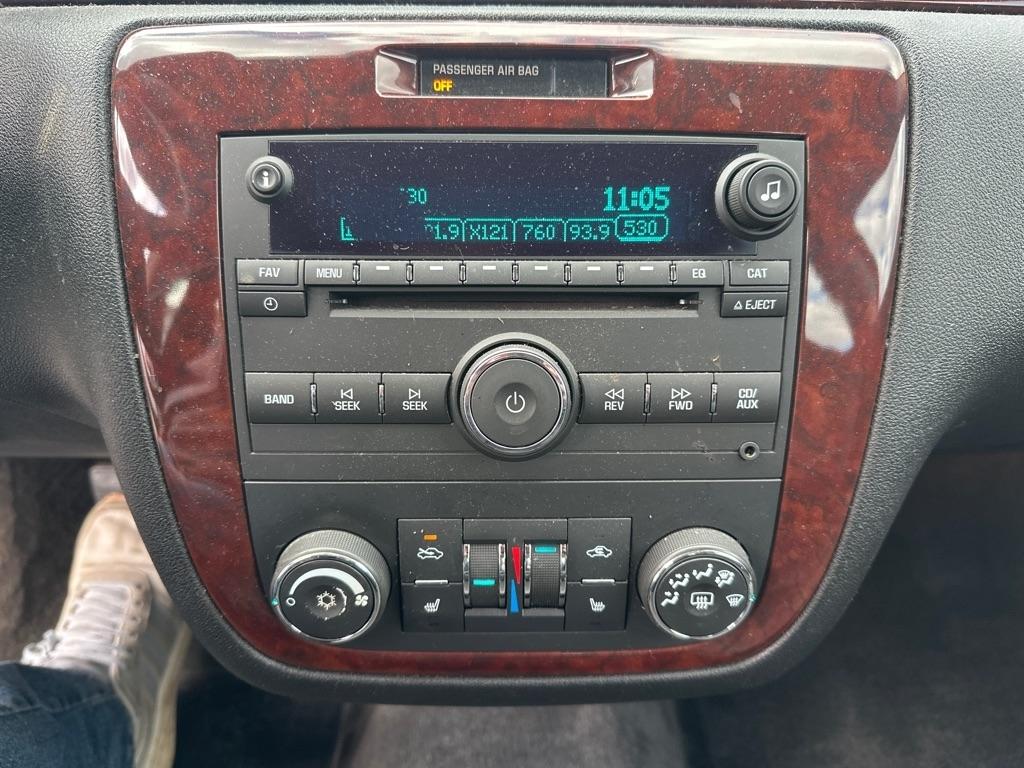 PASSENGER AIR BAG
OFF
i
30
11:05
1.9 X121 760 93.9 530
FAV MENU EQ CAT
EJECT
BAND SEEK SEEK REV FWD CD/
AUX